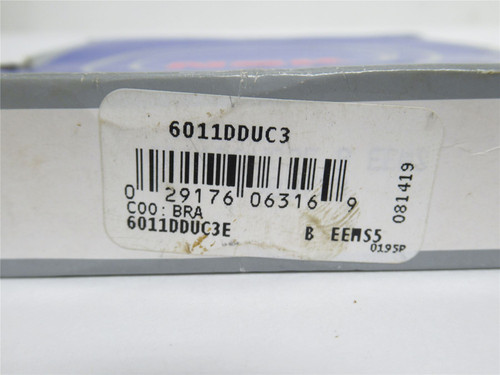 6011DDUC3
0 29176 06316 9
COO: BRA
6011DDUC3E
B EEMS5
0195P
081419